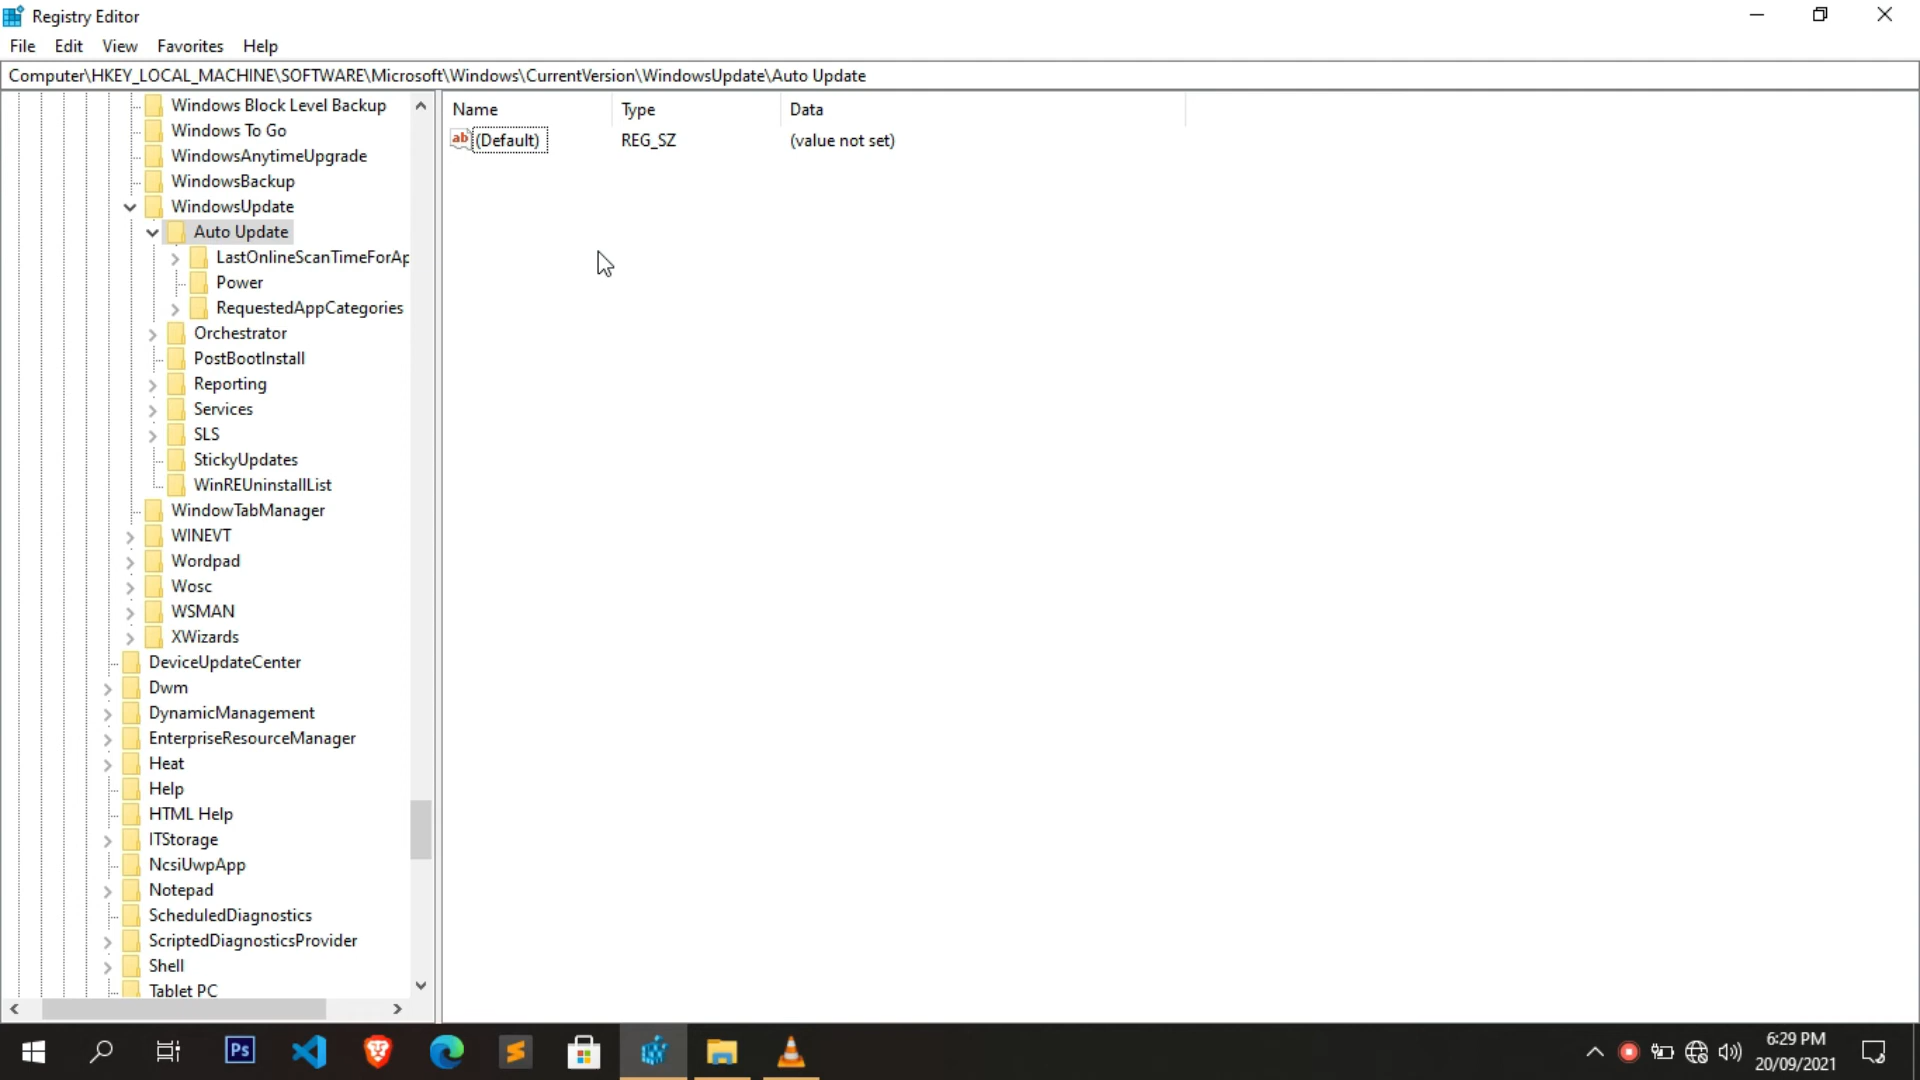 Registry Editor
File Edit View Favorites Help
Computer\HKEY_LOCAL_MACHINE\SOFTWARE\Microsoft\Windows\CurrentVersion\WindowsUpdate\Auto Update
Name Type Data
ab (Default) REG_SZ (value not set)
Windows Block Level Backup
Windows To Go
WindowsAnytimeUpgrade
WindowsBackup
WindowsUpdate
Auto Update
LastOnlineScanTimeForAp
Power
RequestedAppCategories
Orchestrator
PostBootInstall
Reporting
Services
SLS
StickyUpdates
WinREUninstallList
WindowTabManager
WINEVT
Wordpad
Wosc
WSMAN
XWizards
DeviceUpdateCenter
Dwm
DynamicManagement
EnterpriseResourceManager
Heat
Help
HTML Help
ITStorage
NcsiUwpApp
Notepad
ScheduledDiagnostics
ScriptedDiagnosticsProvider
Shell
Tablet PC
Ps
6:29 PM
20/09/2021